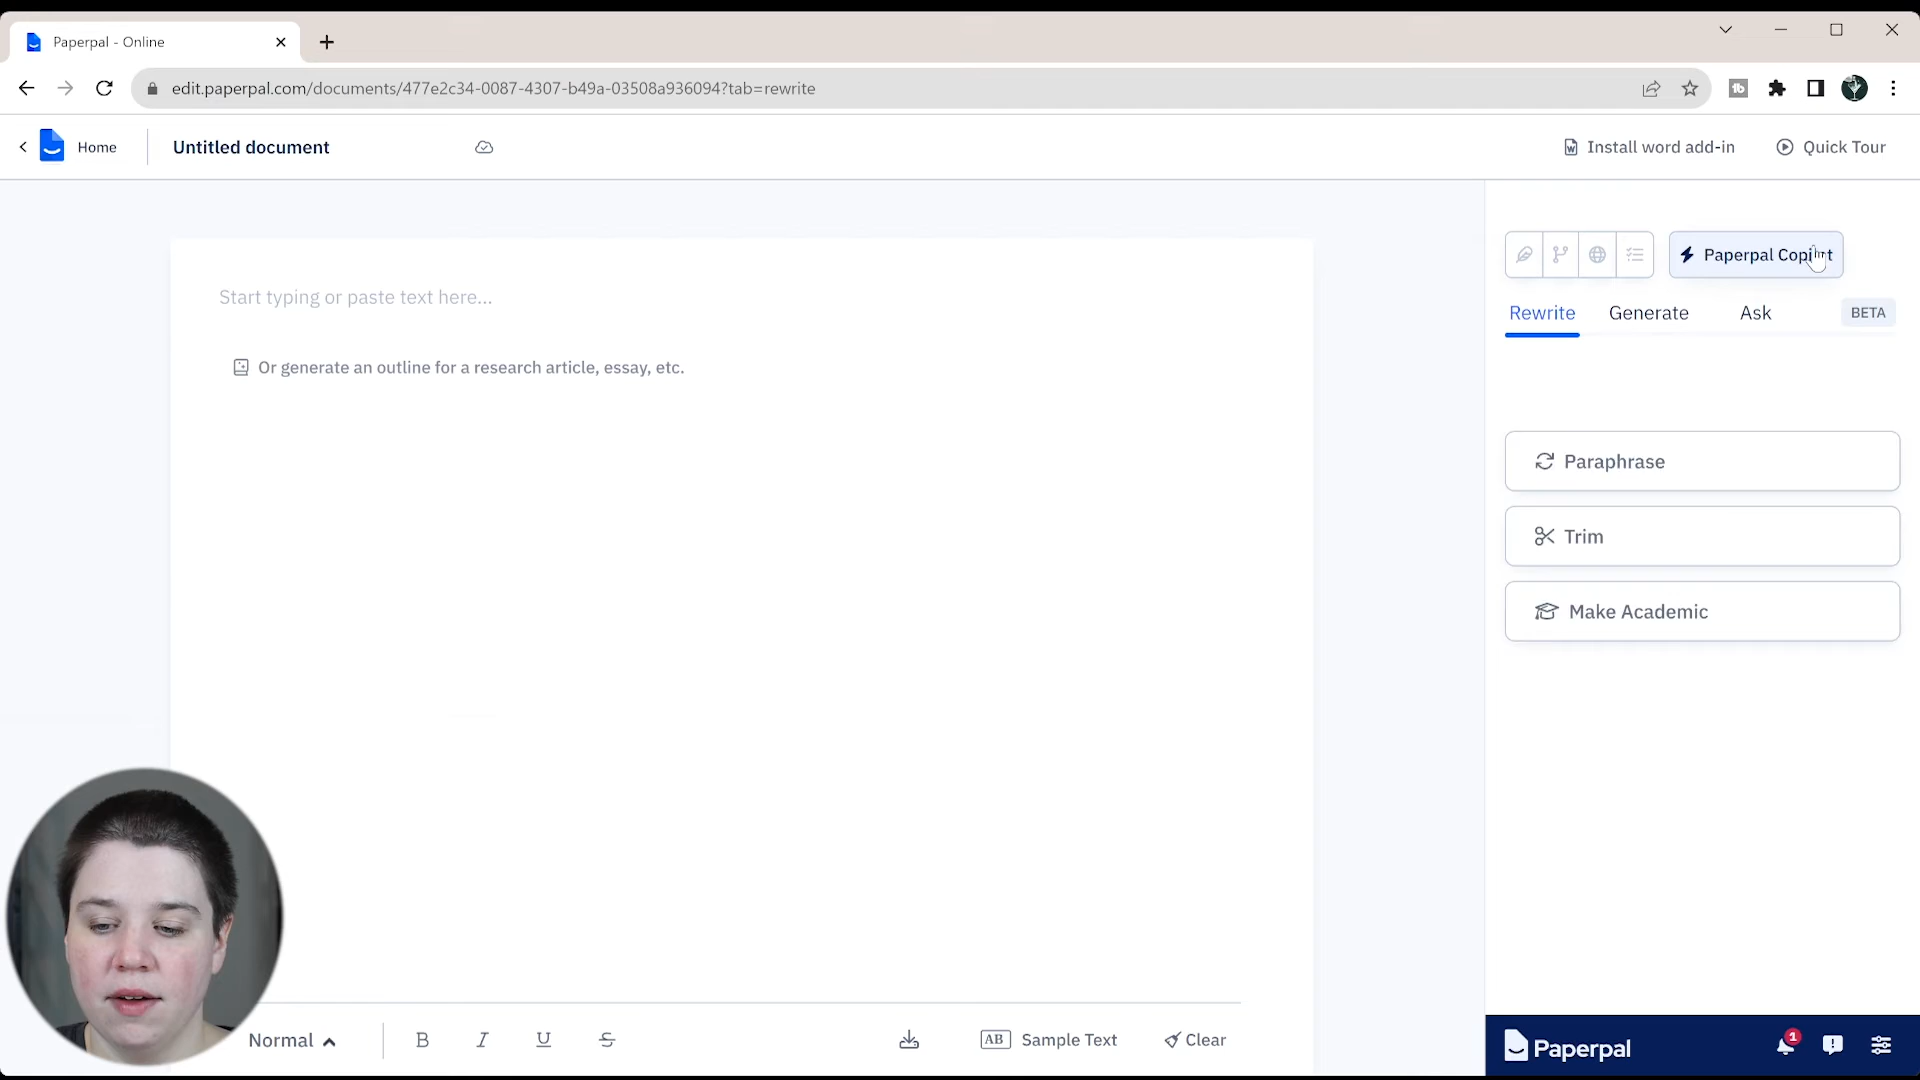 Paperpal - Online
edit.paperpal.com/documents/477e2c34-0087-4307-b49a-03508a936094?tab=rewrite
Home
Untitled document
Install word add-in
Quick Tour
Start typing or paste text here...
Or generate an outline for a research article, essay, etc.
Paperpal Copilot
Rewrite
Generate
Ask
BETA
Paraphrase
Trim
Make Academic
Normal
B
I
U
S
AB
Sample Text
Clear
Paperpal
1